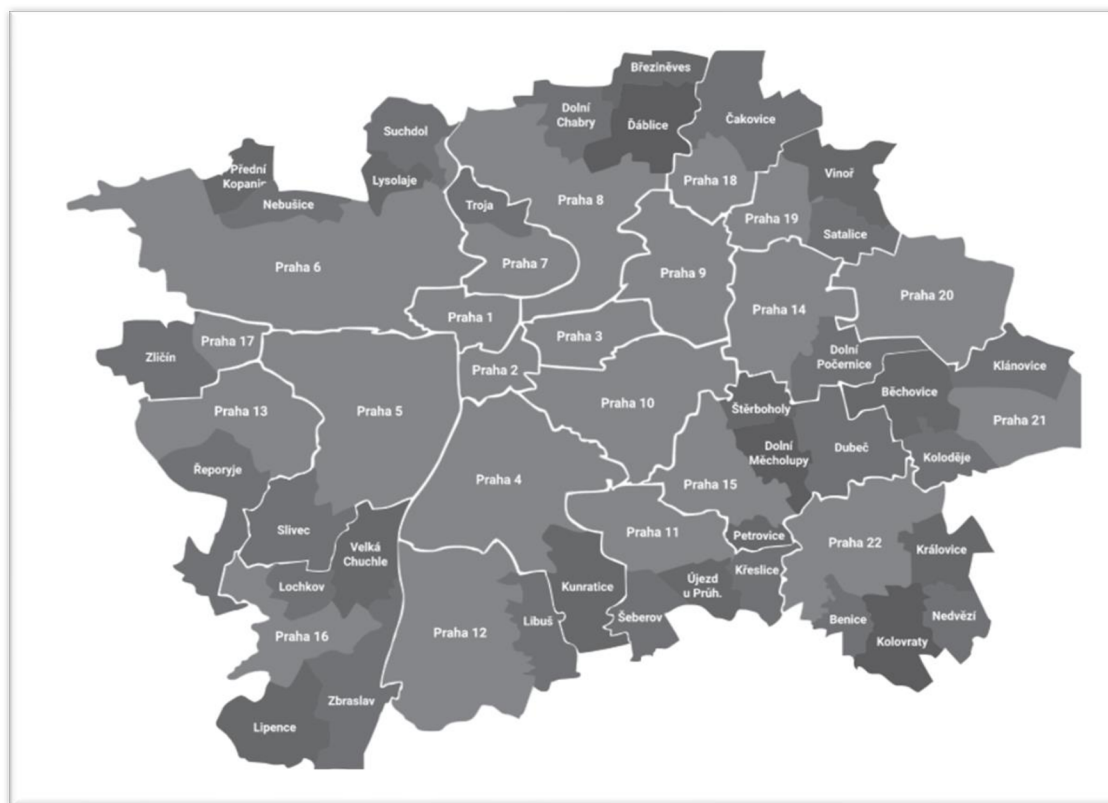 Březiněves
Dolní
Chabry
Ďáblice
Čakovice
Suchdol
Přední
Kopanin
Lysolaje
Nebušice
Vinoř
Praha 18
Praha 8
Troja
Praha 19
Satalice
Praha 6
Praha 7
Praha 9
Praha 20
Praha 14
Praha 1
Praha 3
Praha 17
Zličín
Dolní
Počernice
Klánovice
Praha 2
Běchovice
Praha 10
Praha 13
Praha 5
Štěrboholy
Praha 21
Dolní
Měcholupy
Dubeč
Koloděje
Řeporyje
Praha 4
Praha 15
Slivec
Praha 11
Petrovice
Praha 22
Velká
Chuchle
Královice
Křeslice
Újezd
u Průh.
Lochkov
Kunratice
Šeberov
Libuš
Benice
Nedvězí
Praha 16
Praha 12
Kolovraty
Zbraslav
Lipence